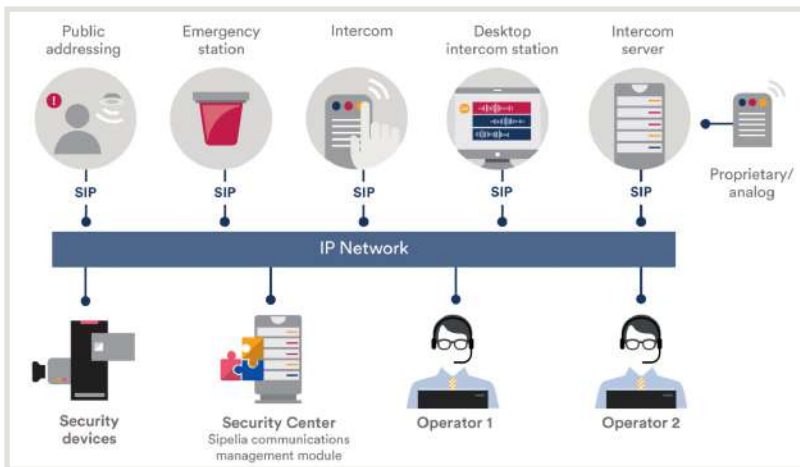 Public
addressing
Emergency
station
Intercom
Desktop
intercom station
Intercom
server
Proprietary/
analog
SIP
SIP
SIP
SIP
SIP
IP Network
Security
devices
Security Center
Sipelia communications
management module
Operator 1
Operator 2